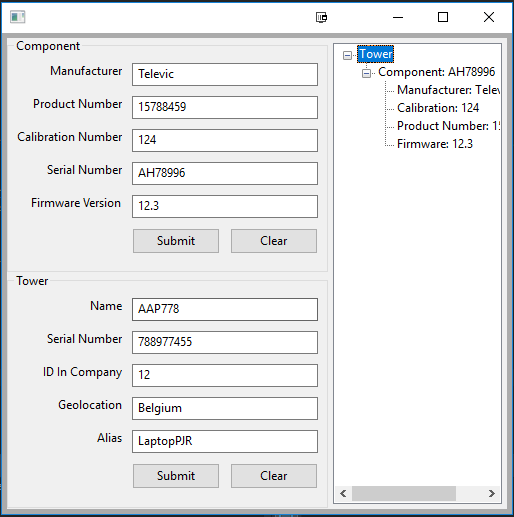 Component
Manufacturer Televic
Product Number 15788459
Calibration Number 124
Serial Number AH78996
Firmware Version 12.3
Submit Clear
Tower
Name AAP778
Serial Number 788977455
ID In Company 12
Geolocation Belgium
Alias LaptopPJR
Submit Clear
Tower
Component: AH78996
Manufacturer: Telev
Calibration: 124
Product Number: 15
Firmware: 12.3